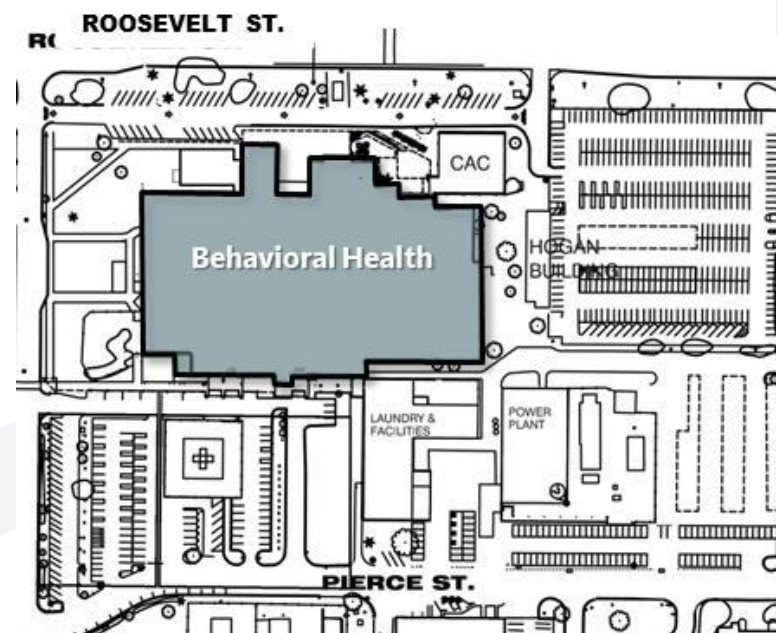 ROOSEVELT ST.
CAC
Behavioral Health
HOGAN
BUILDING
LAUNDRY &
FACILITIES
POWER
PLANT
PIERCE ST.